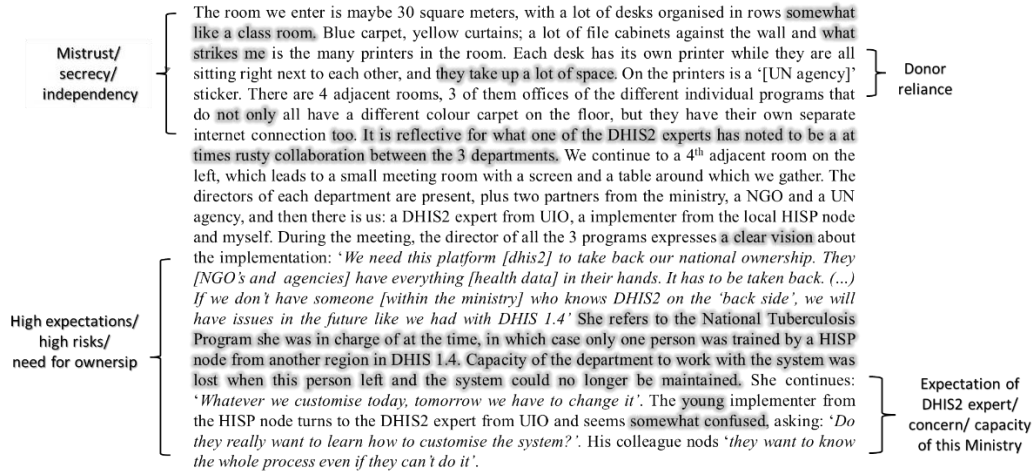 The room we enter is maybe 30 square meters, with a lot of desks organised in rows somewhat
like a class room. Blue carpet, yellow curtains; a lot of file cabinets against the wall and what
strikes me is the many printers in the room. Each desk has its own printer while they are all
sitting right next to each other, and they take up a lot of space. On the printers is a ‘[UN agency]’
sticker. There are 4 adjacent rooms, 3 of them offices of the different individual programs that
do not only all have a different colour carpet on the floor, but they have their own separate
internet connection too. It is reflective for what one of the DHIS2 experts has noted to be a at
times rusty collaboration between the 3 departments. We continue to a 4th adjacent room on the
left, which leads to a small meeting room with a screen and a table around which we gather. The
directors of each department are present, plus two partners from the ministry, a NGO and a UN
agency, and then there is us: a DHIS2 expert from UIO, a implementer from the local HISP node
and myself. During the meeting, the director of all the 3 programs expresses a clear vision about
the implementation: ‘We need this platform [dhis2] to take back our national ownership. They
[NGO’s and agencies] have everything [health data] in their hands. It has to be taken back. (...)
If we don’t have someone [within the ministry] who knows DHIS2 on the ‘back side’, we will
have issues in the future like we had with DHIS 1.4’ She refers to the National Tuberculosis
Program she was in charge of at the time, in which case only one person was trained by a HISP
node from another region in DHIS 1.4. Capacity of the department to work with the system was
lost when this person left and the system could no longer be maintained. She continues:
‘Whatever we customise today, tomorrow we have to change it’. The young implementer from
the HISP node turns to the DHIS2 expert from UIO and seems somewhat confused, asking: ‘Do
they really want to learn how to customise the system?’. His colleague nods ‘they want to know
the whole process even if they can’t do it’.
Mistrust/
secrecy/
independency
Donor
reliance
High expectations/
high risks/
need for ownersip
Expectation of
DHIS2 expert/
concern/ capacity
of this Ministry